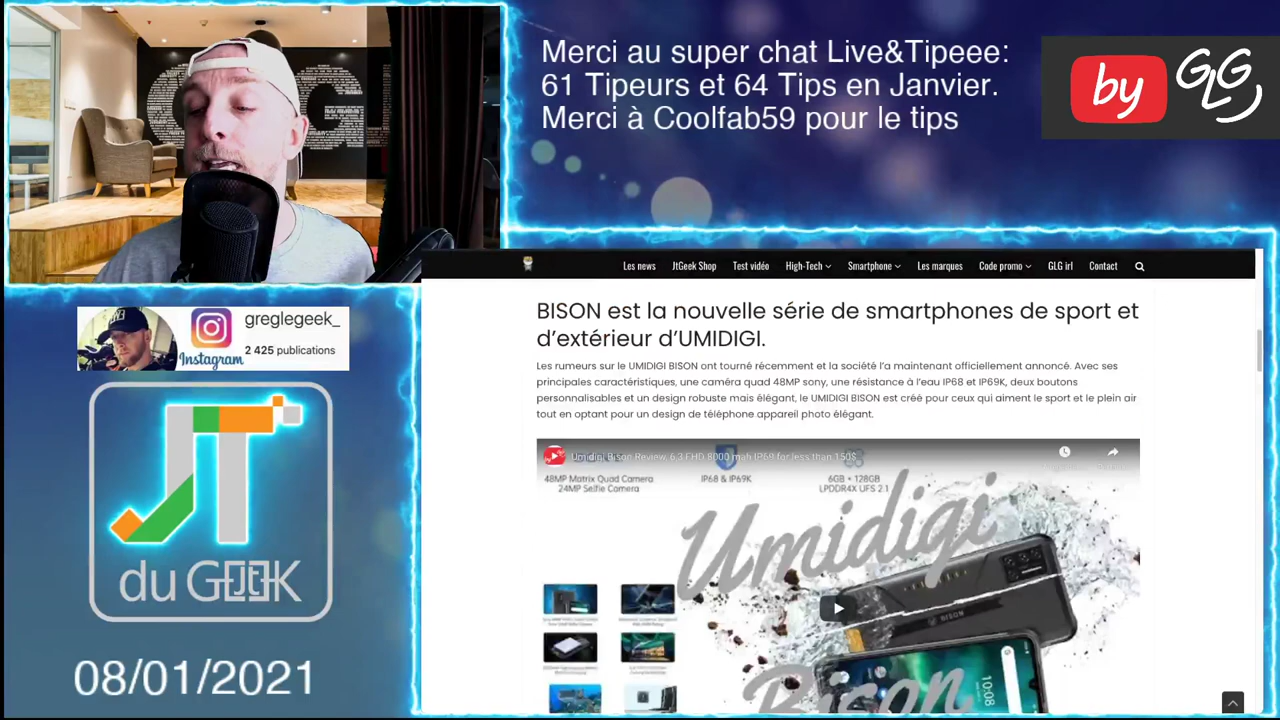 Merci au super chat Live&Tipeee:
61 Tipeurs et 64 Tips en Janvier.
Merci à Coolfab59 pour le tips
by GLG
greglegeek_
Instagram
2 425 publications
JT
du GEEK
08/01/2021
Les news JtGeek Shop Test vidéo High-Tech Smartphone Les marques Code promo GLG irl Contact
BISON est la nouvelle série de smartphones de sport et
d'extérieur d'UMIDIGI.
Les rumeurs sur le UMIDIGI BISON ont tourné récemment et la société l'a maintenant officiellement annoncé. Avec ses
principales caractéristiques, une caméra quad 48MP sony, une résistance à l'eau IP68 et IP69K, deux boutons
personnalisables et un design robuste mais élégant, le UMIDIGI BISON est créé pour ceux qui aiment le sport et le plein air
tout en optant pour un design de téléphone appareil photo élégant.
Umidigi Bison Review, 6,3 FHD 8000 mah IP69 for less than 150$
48MP Matrix Quad Camera
24MP Selfie Camera
IP68 & IP69K
6GB + 128GB
LPDDR4X UFS 2.1
Umidigi
BISON
Bison
10:08